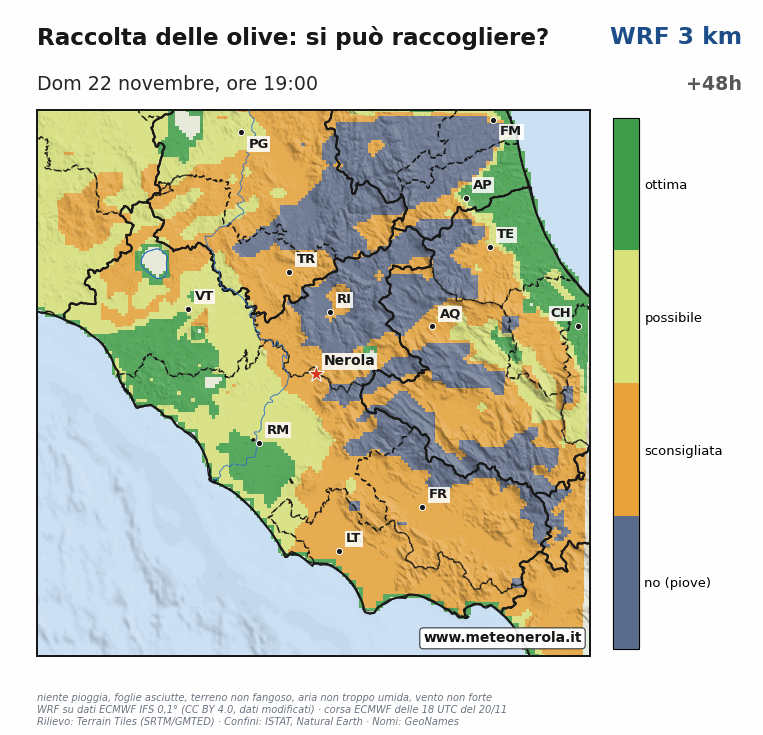 Raccolta delle olive: si può raccogliere?
WRF 3 km
Dom 22 novembre, ore 19:00
+48h
PG
FM
AP
TE
TR
VT
RI
AQ
CH
Nerola
RM
FR
LT
www.meteonerola.it
ottima
possibile
sconsigliata
no (piove)
niente pioggia, foglie asciutte, terreno non fangoso, aria non troppo umida, vento non forte
WRF su dati ECMWF IFS 0,1° (CC BY 4.0, dati modificati) · corsa ECMWF delle 18 UTC del 20/11
Rilievo: Terrain Tiles (SRTM/GMTED) · Confini: ISTAT, Natural Earth · Nomi: GeoNames